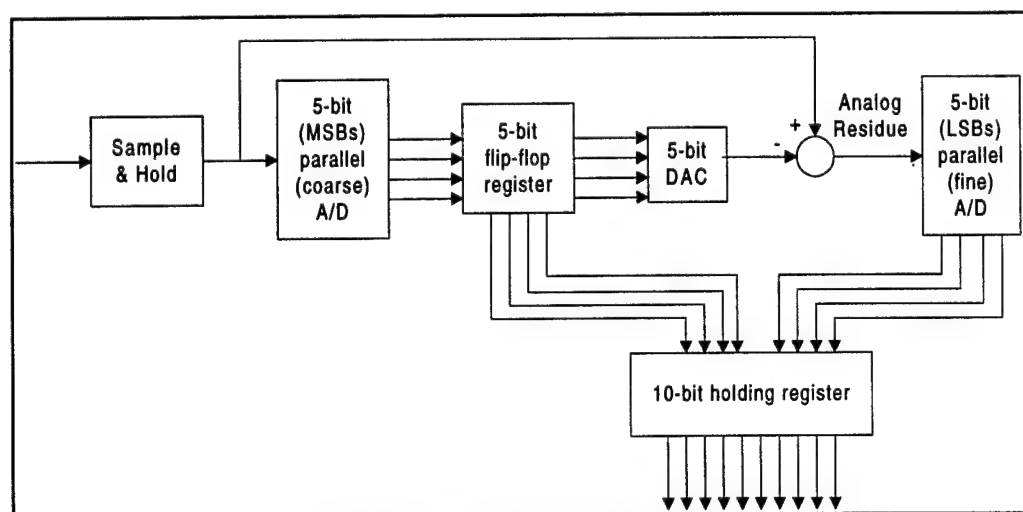 Sample
& Hold
5-bit
(MSBs)
parallel
(coarse)
A/D
5-bit
flip-flop
register
5-bit
DAC
+
-
Analog
Residue
5-bit
(LSBs)
parallel
(fine)
A/D
10-bit holding register